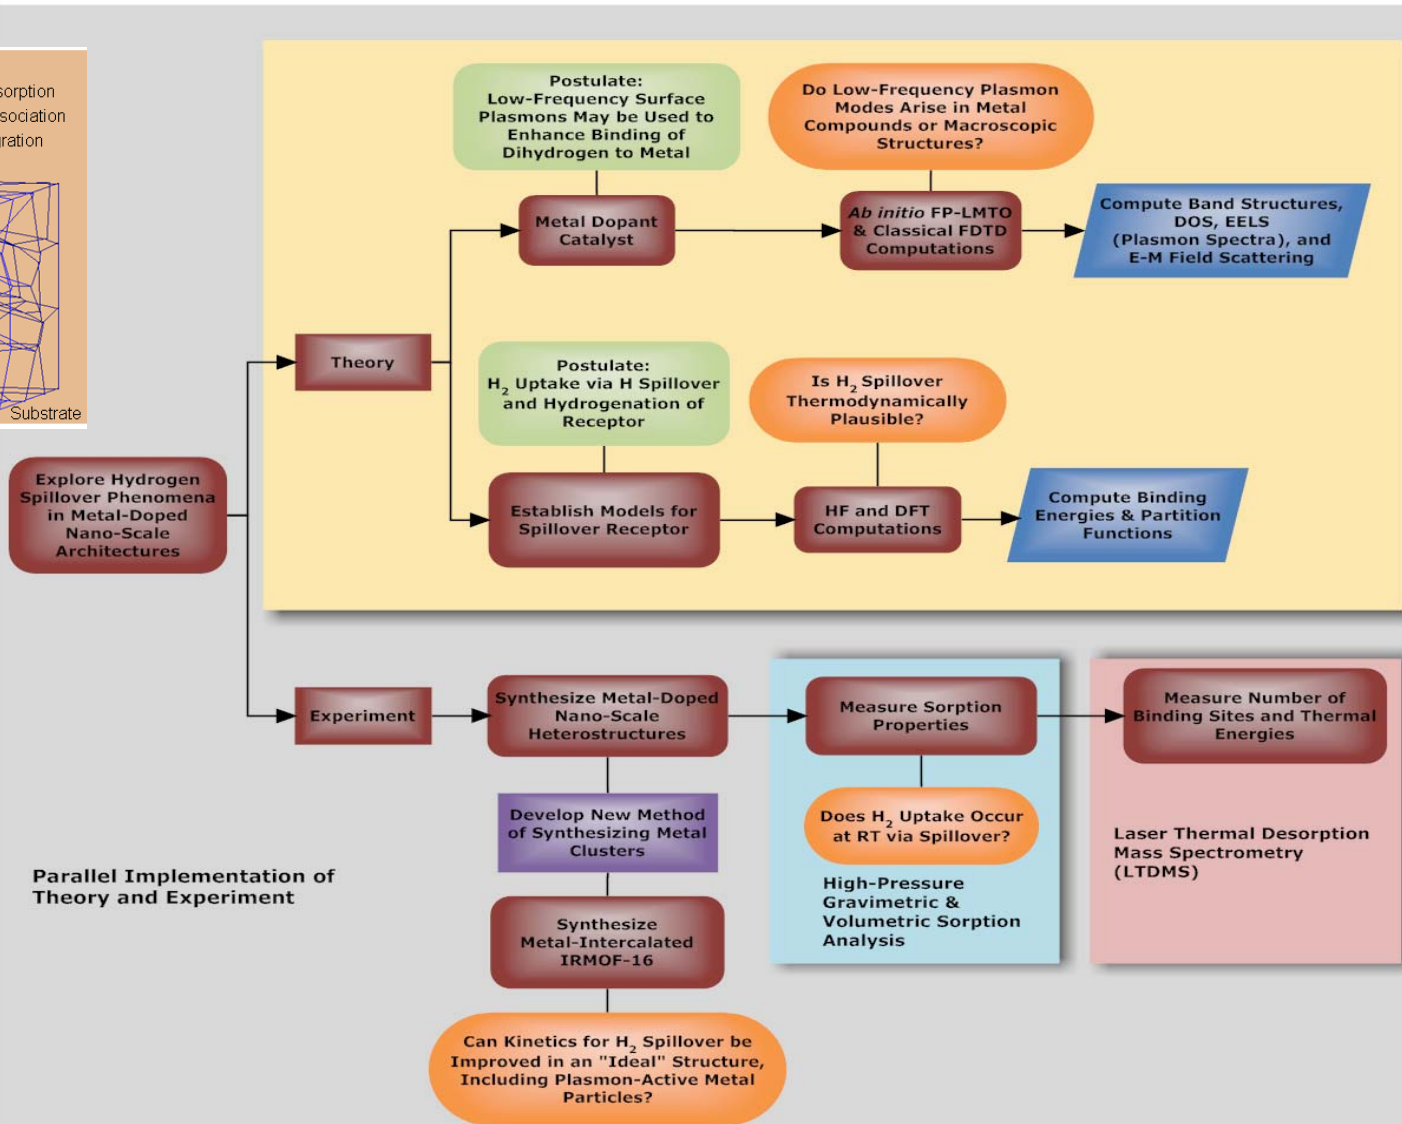 Substrate
Postulate:
Low-Frequency Surface
Plasmons May be Used to
Enhance Binding of
Dihydrogen to Metal
Do Low-Frequency Plasmon
Modes Arise in Metal
Compounds or Macroscopic
Structures?
Metal Dopant
Catalyst
Ab initio FP-LMTO
& Classical FDTD
Computations
Compute Band Structures,
DOS, EELS
(Plasmon Spectra), and
E-M Field Scattering
Theory
Postulate:
H2 Uptake via H Spillover
and Hydrogenation of
Receptor
Is H2 Spillover
Thermodynamically
Plausible?
Explore Hydrogen
Spillover Phenomena
in Metal-Doped
Nano-Scale
Architectures
Establish Models for
Spillover Receptor
HF and DFT
Computations
Compute Binding
Energies & Partition
Functions
Experiment
Synthesize Metal-Doped
Nano-Scale
Heterostructures
Measure Sorption
Properties
Measure Number of
Binding Sites and Thermal
Energies
Develop New Method
of Synthesizing Metal
Clusters
Does H2 Uptake Occur
at RT via Spillover?
Laser Thermal Desorption
Mass Spectrometry
(LTDMS)
Parallel Implementation of
Theory and Experiment
High-Pressure
Gravimetric &
Volumetric Sorption
Analysis
Synthesize
Metal-Intercalated
IRMOF-16
Can Kinetics for H2 Spillover be
Improved in an "Ideal" Structure,
Including Plasmon-Active Metal
Particles?